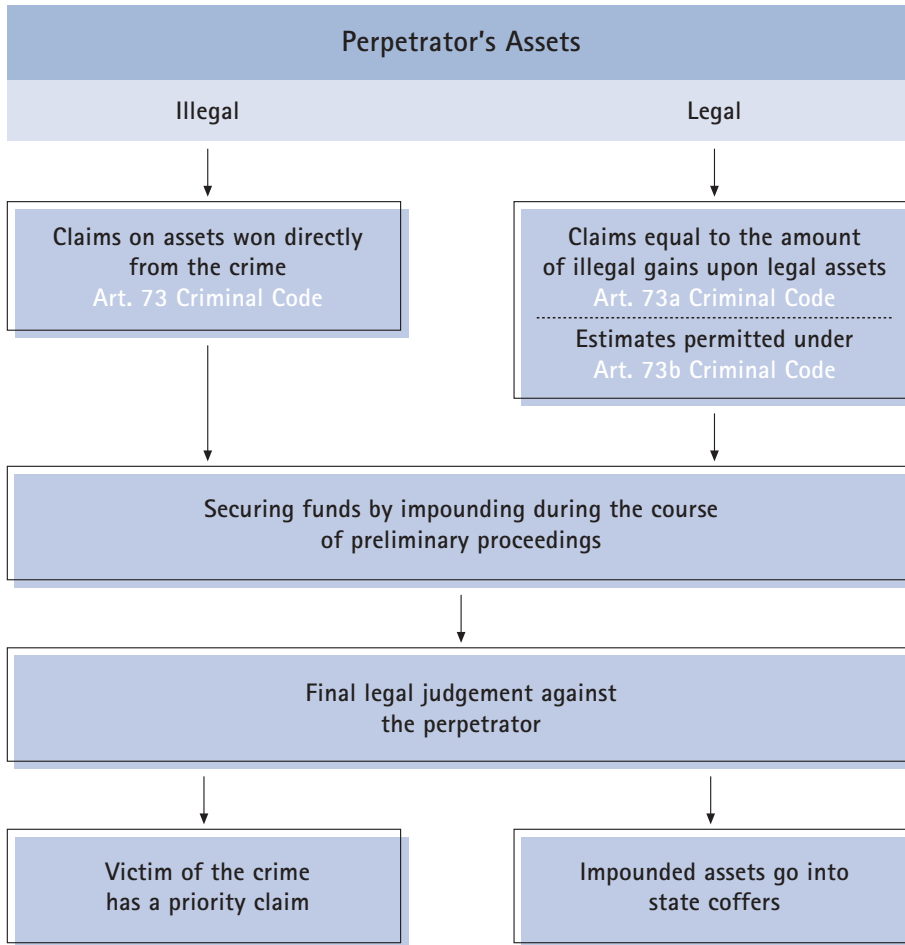 Perpetrator's Assets
Illegal
Legal
Claims on assets won directly
from the crime
Art. 73 Criminal Code
Claims equal to the amount
of illegal gains upon legal assets
Art. 73a Criminal Code
Estimates permitted under
Art. 73b Criminal Code
Securing funds by impounding during the course
of preliminary proceedings
Final legal judgement against
the perpetrator
Victim of the crime
has a priority claim
Impounded assets go into
state coffers